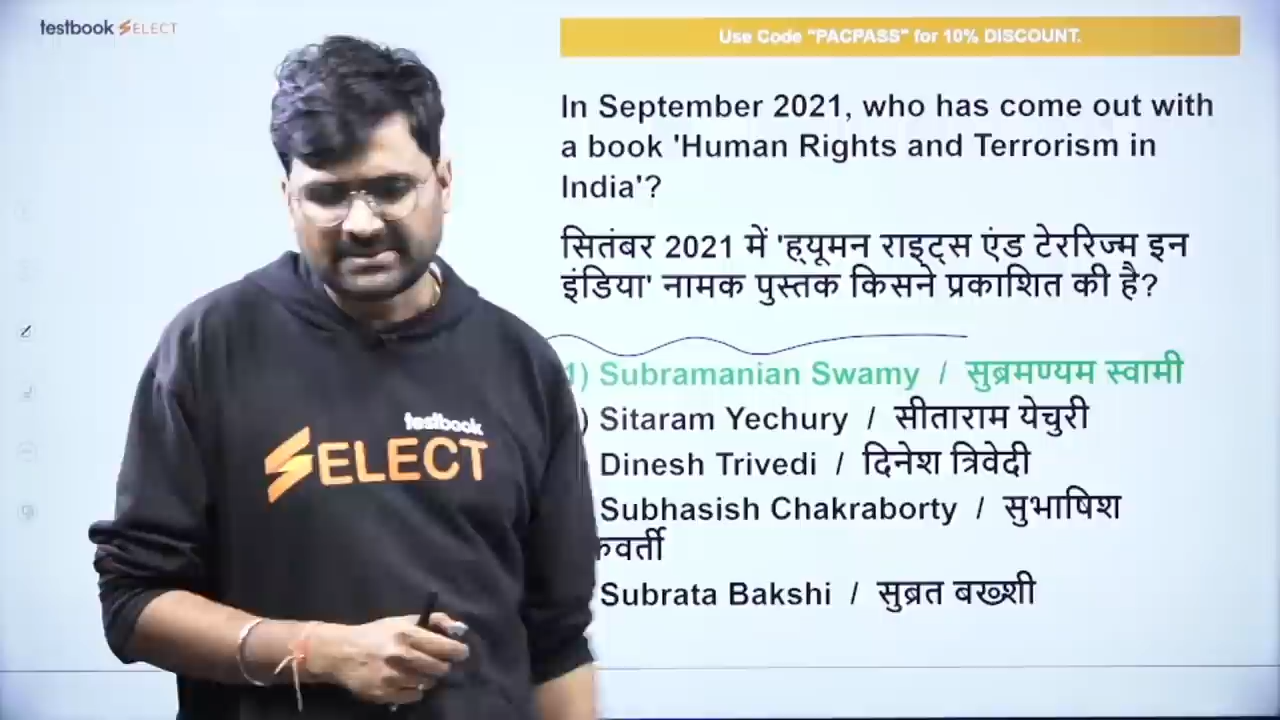 testbook SELECT
Use Code "PACPASS" for 10% DISCOUNT.
In September 2021, who has come out with
a book 'Human Rights and Terrorism in
India'?
सितंबर 2021 में 'ह्यूमन राइट्स एंड टेररिज्म इन
इंडिया' नामक पुस्तक किसने प्रकाशित की है?
1) Subramanian Swamy / सुब्रमण्यम स्वामी
) Sitaram Yechury / सीताराम येचुरी
Dinesh Trivedi / दिनेश त्रिवेदी
Subhasish Chakraborty / सुभाषिश
वर्ती
Subrata Bakshi / सुब्रत बख्शी
testbook
SELECT